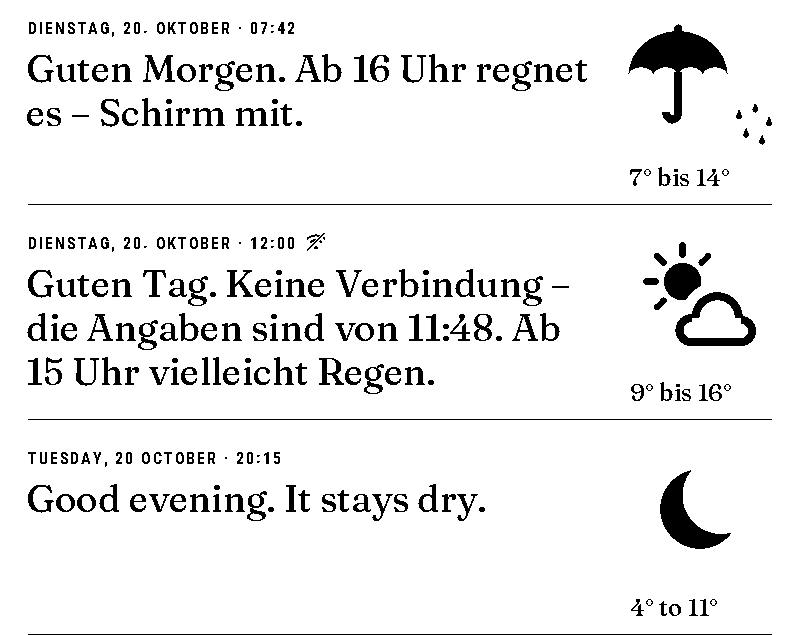 DIENSTAG, 20. OKTOBER · 07:42
Guten Morgen. Ab 16 Uhr regnet
es – Schirm mit.
7° bis 14°
DIENSTAG, 20. OKTOBER · 12:00
Guten Tag. Keine Verbindung –
die Angaben sind von 11:48. Ab
15 Uhr vielleicht Regen.
9° bis 16°
TUESDAY, 20 OCTOBER · 20:15
Good evening. It stays dry.
4° to 11°